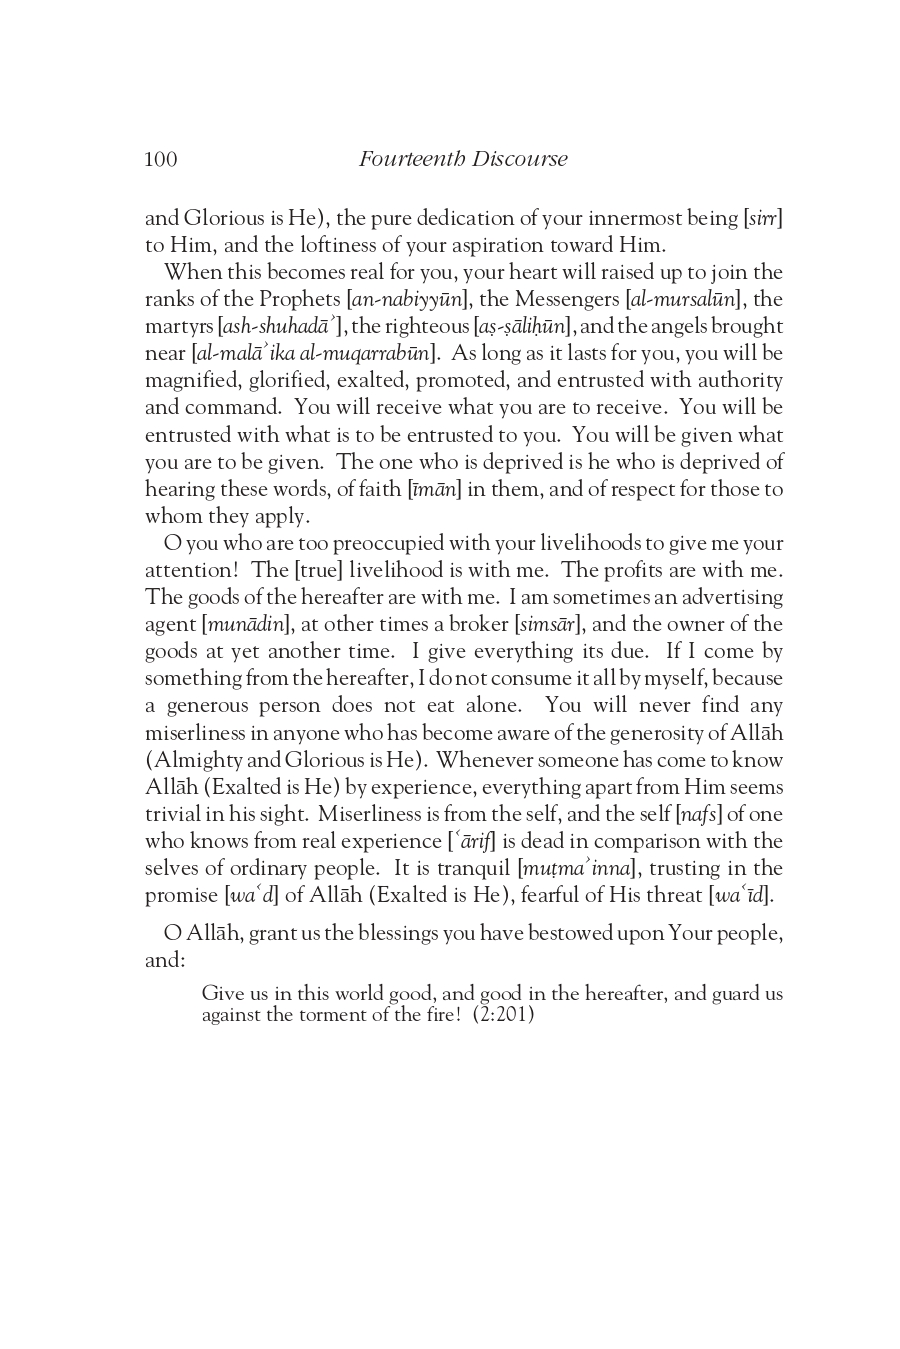 100 Fourteenth Discourse
and Glorious is He), the pure dedication of your innermost being [sirr]
to Him, and the loftiness of your aspiration toward Him.
When this becomes real for you, your heart will raised up to join the
ranks of the Prophets [an-nabiyyūn], the Messengers [al-mursalūn], the
martyrs [ash-shuhadāʾ], the righteous [aṣ-ṣāliḥūn], and the angels brought
near [al-malāʾika al-muqarrabūn]. As long as it lasts for you, you will be
magnified, glorified, exalted, promoted, and entrusted with authority
and command. You will receive what you are to receive. You will be
entrusted with what is to be entrusted to you. You will be given what
you are to be given. The one who is deprived is he who is deprived of
hearing these words, of faith [īmān] in them, and of respect for those to
whom they apply.
O you who are too preoccupied with your livelihoods to give me your
attention! The [true] livelihood is with me. The profits are with me.
The goods of the hereafter are with me. I am sometimes an advertising
agent [munādin], at other times a broker [simsār], and the owner of the
goods at yet another time. I give everything its due. If I come by
something from the hereafter, I do not consume it all by myself, because
a generous person does not eat alone. You will never find any
miserliness in anyone who has become aware of the generosity of Allāh
(Almighty and Glorious is He). Whenever someone has come to know
Allāh (Exalted is He) by experience, everything apart from Him seems
trivial in his sight. Miserliness is from the self, and the self [nafs] of one
who knows from real experience [ʿārif] is dead in comparison with the
selves of ordinary people. It is tranquil [muṭmaʾinna], trusting in the
promise [waʿd] of Allāh (Exalted is He), fearful of His threat [waʿīd].
O Allāh, grant us the blessings you have bestowed upon Your people,
and:
Give us in this world good, and good in the hereafter, and guard us
against the torment of the fire! (2:201)